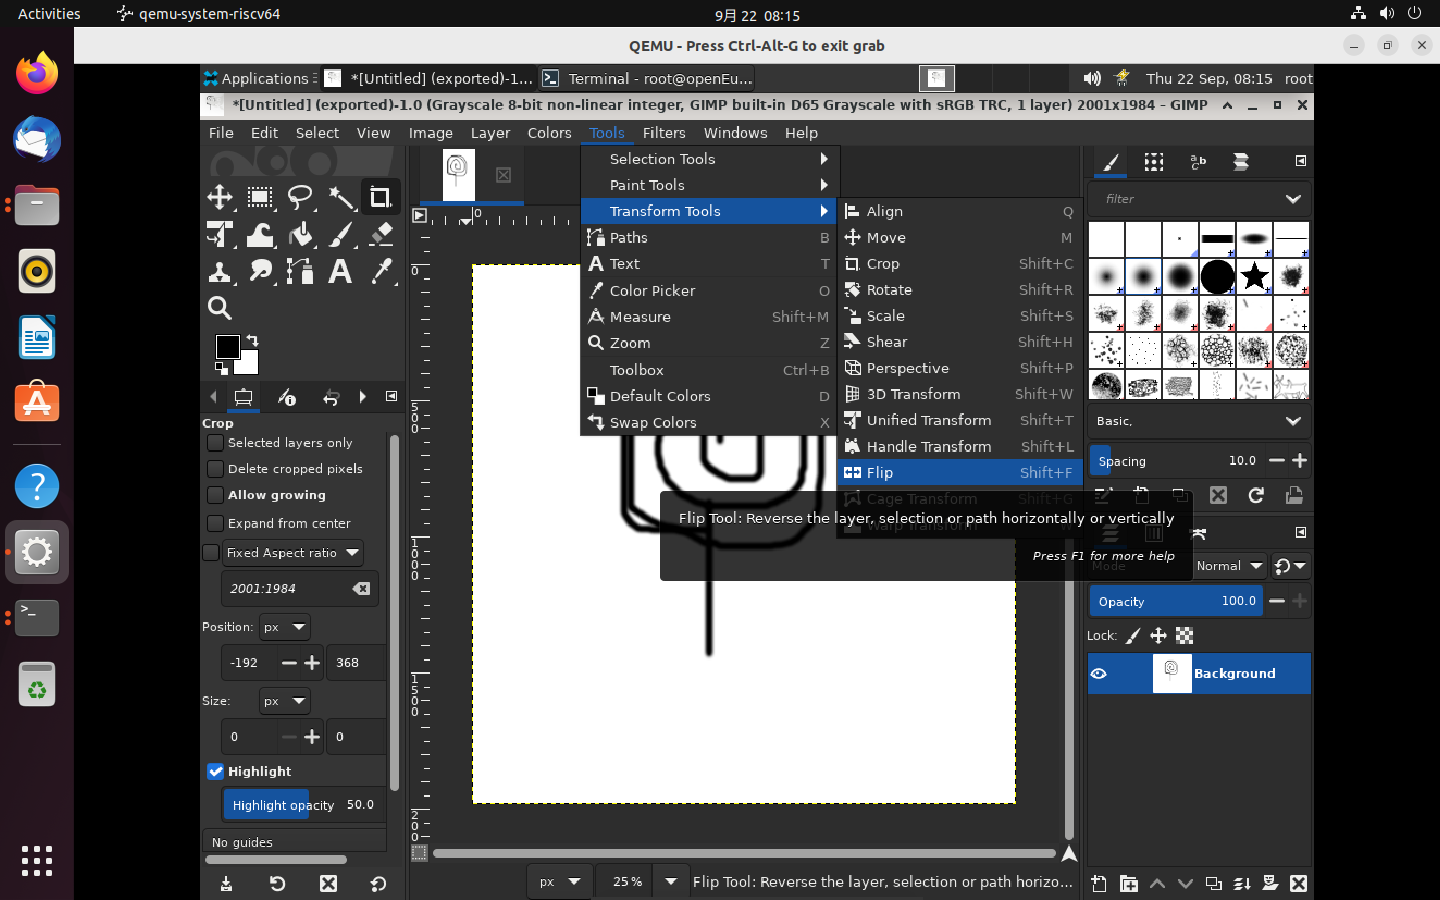 Activities
qemu-system-riscv64
9月 22 08:15
QEMU - Press Ctrl-Alt-G to exit grab
Applications
*[Untitled] (exported)-1...
Terminal - root@openEu...
Thu 22 Sep, 08:15
root
*[Untitled] (exported)-1.0 (Grayscale 8-bit non-linear integer, GIMP built-in D65 Grayscale with sRGB TRC, 1 layer) 2001x1984 – GIMP
File Edit Select View Image Layer Colors Tools Filters Windows Help
Selection Tools
Paint Tools
Transform Tools
Paths B
Text T
Color Picker O
Measure Shift+M
Zoom Z
Toolbox Ctrl+B
Default Colors D
Swap Colors X
Align Q
Move M
Crop Shift+C
Rotate Shift+R
Scale Shift+S
Shear Shift+H
Perspective Shift+P
3D Transform Shift+W
Unified Transform Shift+T
Handle Transform Shift+L
Flip Shift+F
Cage Transform Shift+G
Warp Transform W
Flip Tool: Reverse the layer, selection or path horizontally or vertically
Press F1 for more help
0
0
500
1000
1500
200
Crop
Selected layers only
Delete cropped pixels
Allow growing
Expand from center
Fixed Aspect ratio
2001:1984
Position: px
-192 368
Size: px
0 0
Highlight
Highlight opacity 50.0
No guides
filter
Basic,
Spacing 10.0
Mode Normal
Opacity 100.0
Lock:
Background
px 25 % Flip Tool: Reverse the layer, selection or path horizo...